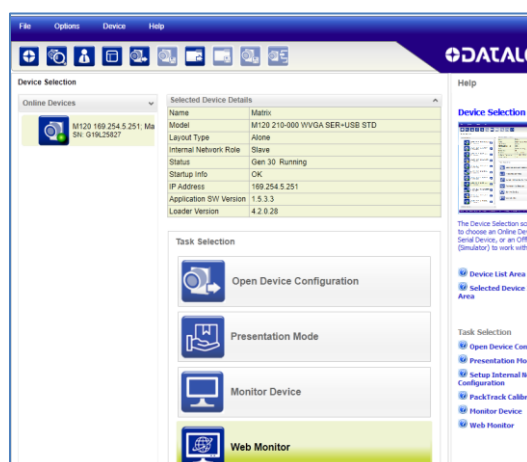 File Options Device Help
DATALO
Device Selection
Online Devices
M120 169.254.5.251; Ma
SN: G19L25827
Selected Device Details
Name Matrix
Model M120 210-000 WVGA SER+USB STD
Layout Type Alone
Internal Network Role Slave
Status Gen 30 Running
Startup Info OK
IP Address 169.254.5.251
Application SW Version 1.5.3.3
Loader Version 4.2.0.28
Task Selection
Open Device Configuration
Presentation Mode
Monitor Device
Web Monitor
Help
Device Selection
The Device Selection sc
to choose an Online De
Serial Device, or an Off
(Simulator) to work with
Device List Area
Selected Device
Area
Task Selection
Open Device Con
Presentation Mo
Setup Internal N
Configuration
PackTrack Calibr
Monitor Device
Web Monitor